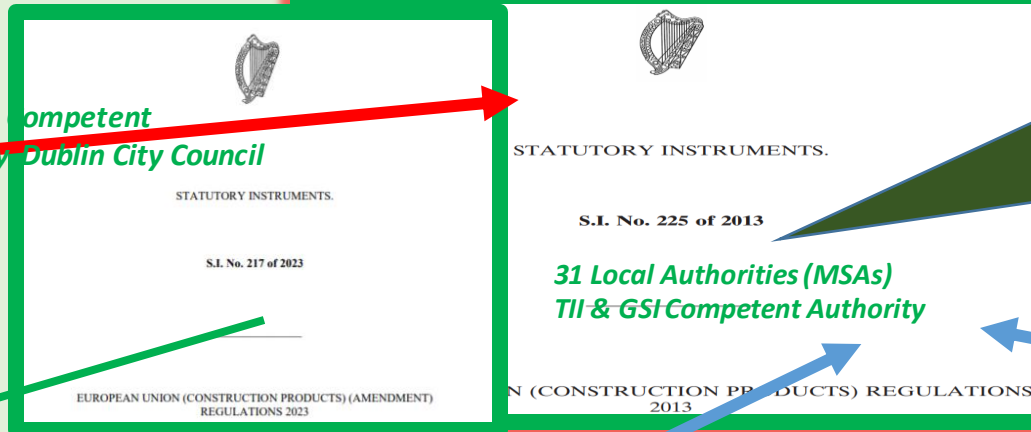 ompetent
y Dublin City Council
STATUTORY INSTRUMENTS.
S.I. No. 217 of 2023
EUROPEAN UNION (CONSTRUCTION PRODUCTS) (AMENDMENT)
REGULATIONS 2023
STATUTORY INSTRUMENTS.
S.I. No. 225 of 2013
31 Local Authorities (MSAs)
TII & GSI Competent Authority
N (CONSTRUCTION PRODUCTS) REGULATIONS
2013